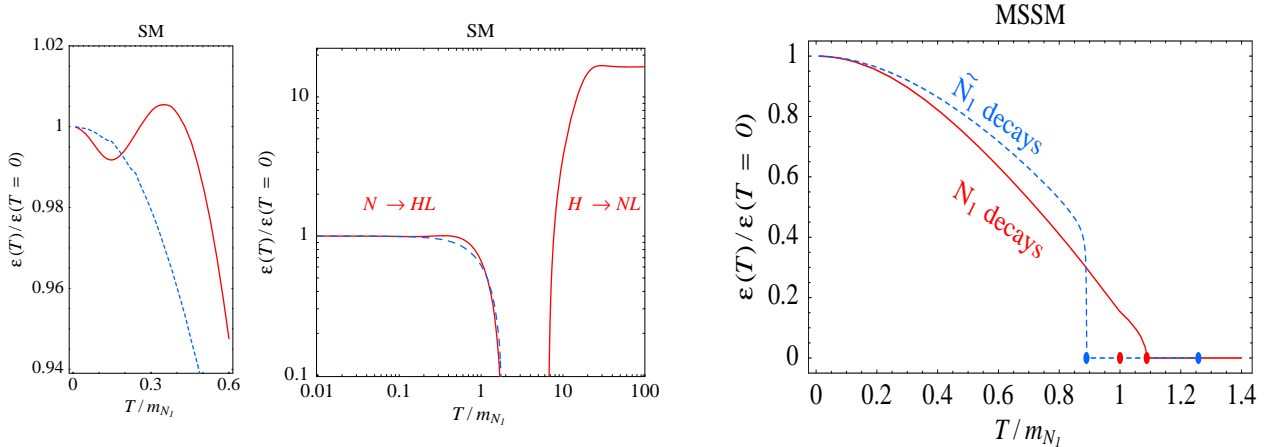 SM
1.02
1
0.98
0.96
0.94
0
0.3
0.6
T / m_{N_1}
ε(T) / ε(T = 0)
SM
10
1
0.1
0.01
0.1
1
10
100
T / m_{N_1}
ε(T) / ε(T = 0)
N → HL
H → NL
MSSM
1
0.8
0.6
0.4
0.2
0
0
0.2
0.4
0.6
0.8
1
1.2
1.4
T / m_{N_1}
ε(T) / ε(T = 0)
Ñ_1 decays
N_1 decays